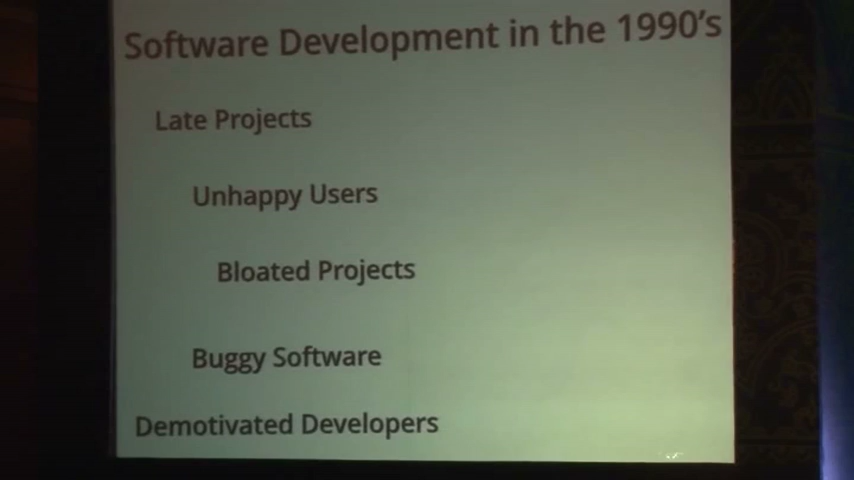 Software Development in the 1990's
Late Projects
Unhappy Users
Bloated Projects
Buggy Software
Demotivated Developers